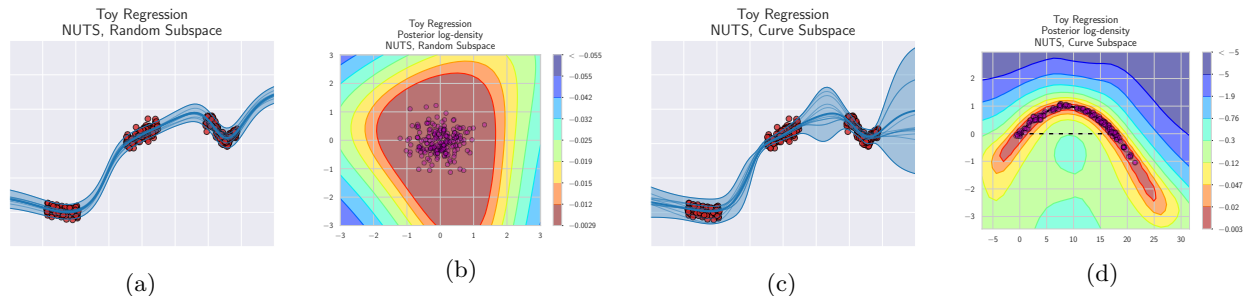 Toy Regression
NUTS, Random Subspace
(a)
Toy Regression
Posterior log-density
NUTS, Random Subspace
3
2
1
0
−1
−2
−3
−3 −2 −1 0 1 2 3
< −0.055
−0.055
−0.042
−0.034
−0.025
−0.019
−0.015
−0.012
−0.0029
(b)
Toy Regression
NUTS, Curve Subspace
(c)
Toy Regression
Posterior log-density
NUTS, Curve Subspace
2
1
0
−1
−2
−3
−5 0 5 10 15 20 25 30
< −5
−5
−1.9
−0.76
−0.3
−0.12
−0.047
−0.02
−0.003
(d)